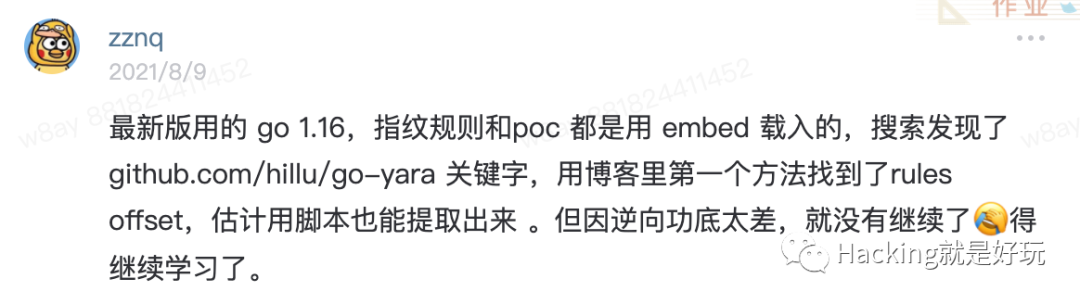 作业
zznq
2021/8/9
w8ay 881824411452
最新版用的 go 1.16，指纹规则和poc 都是用 embed 载入的，搜索发现了
github.com/hillu/go-yara 关键字，用博客里第一个方法找到了rules
offset，估计用脚本也能提取出来 。但因逆向功底太差，就没有继续了😂得
继续学习了。
w8ay 881824411452
w8ay
Hacking就是好玩